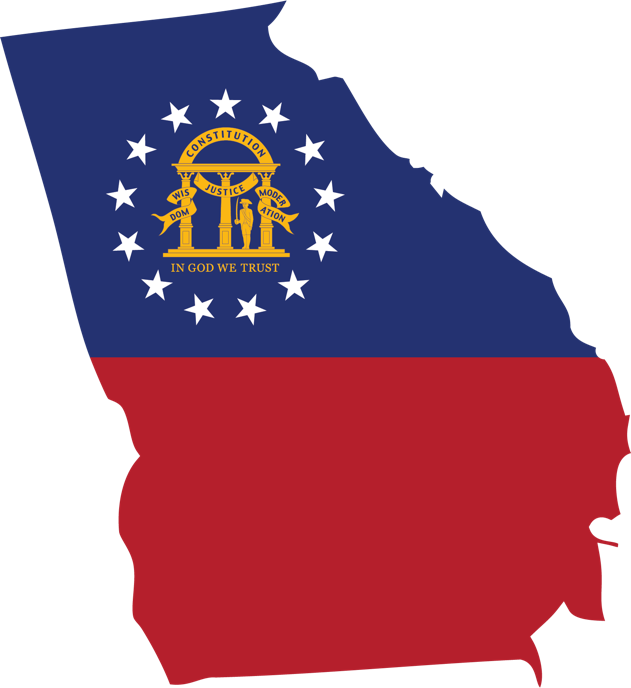 CONSTITUTION
WIS
DOM
JUSTICE
MODER
ATION
IN GOD WE TRUST